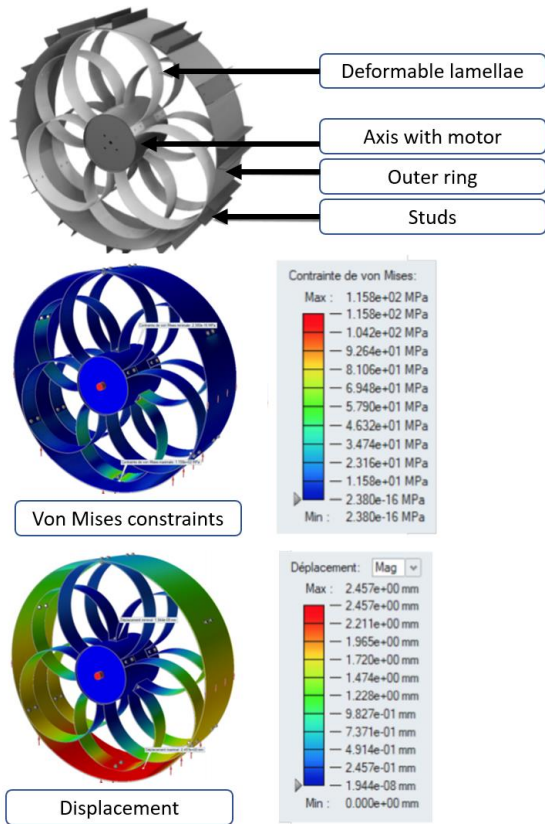 Deformable lamellae
Axis with motor
Outer ring
Studs
Contrainte de von Mises:
Max : 1.158e+02 MPa
1.158e+02 MPa
1.042e+02 MPa
9.264e+01 MPa
8.106e+01 MPa
6.948e+01 MPa
5.790e+01 MPa
4.632e+01 MPa
3.474e+01 MPa
2.316e+01 MPa
1.158e+01 MPa
2.380e-16 MPa
Min : 2.380e-16 MPa
Von Mises constraints
Déplacement: Mag
Max : 2.457e+00 mm
2.457e+00 mm
2.211e+00 mm
1.965e+00 mm
1.720e+00 mm
1.474e+00 mm
1.228e+00 mm
9.827e-01 mm
7.371e-01 mm
4.914e-01 mm
2.457e-01 mm
1.944e-08 mm
Min : 0.000e+00 mm
Displacement